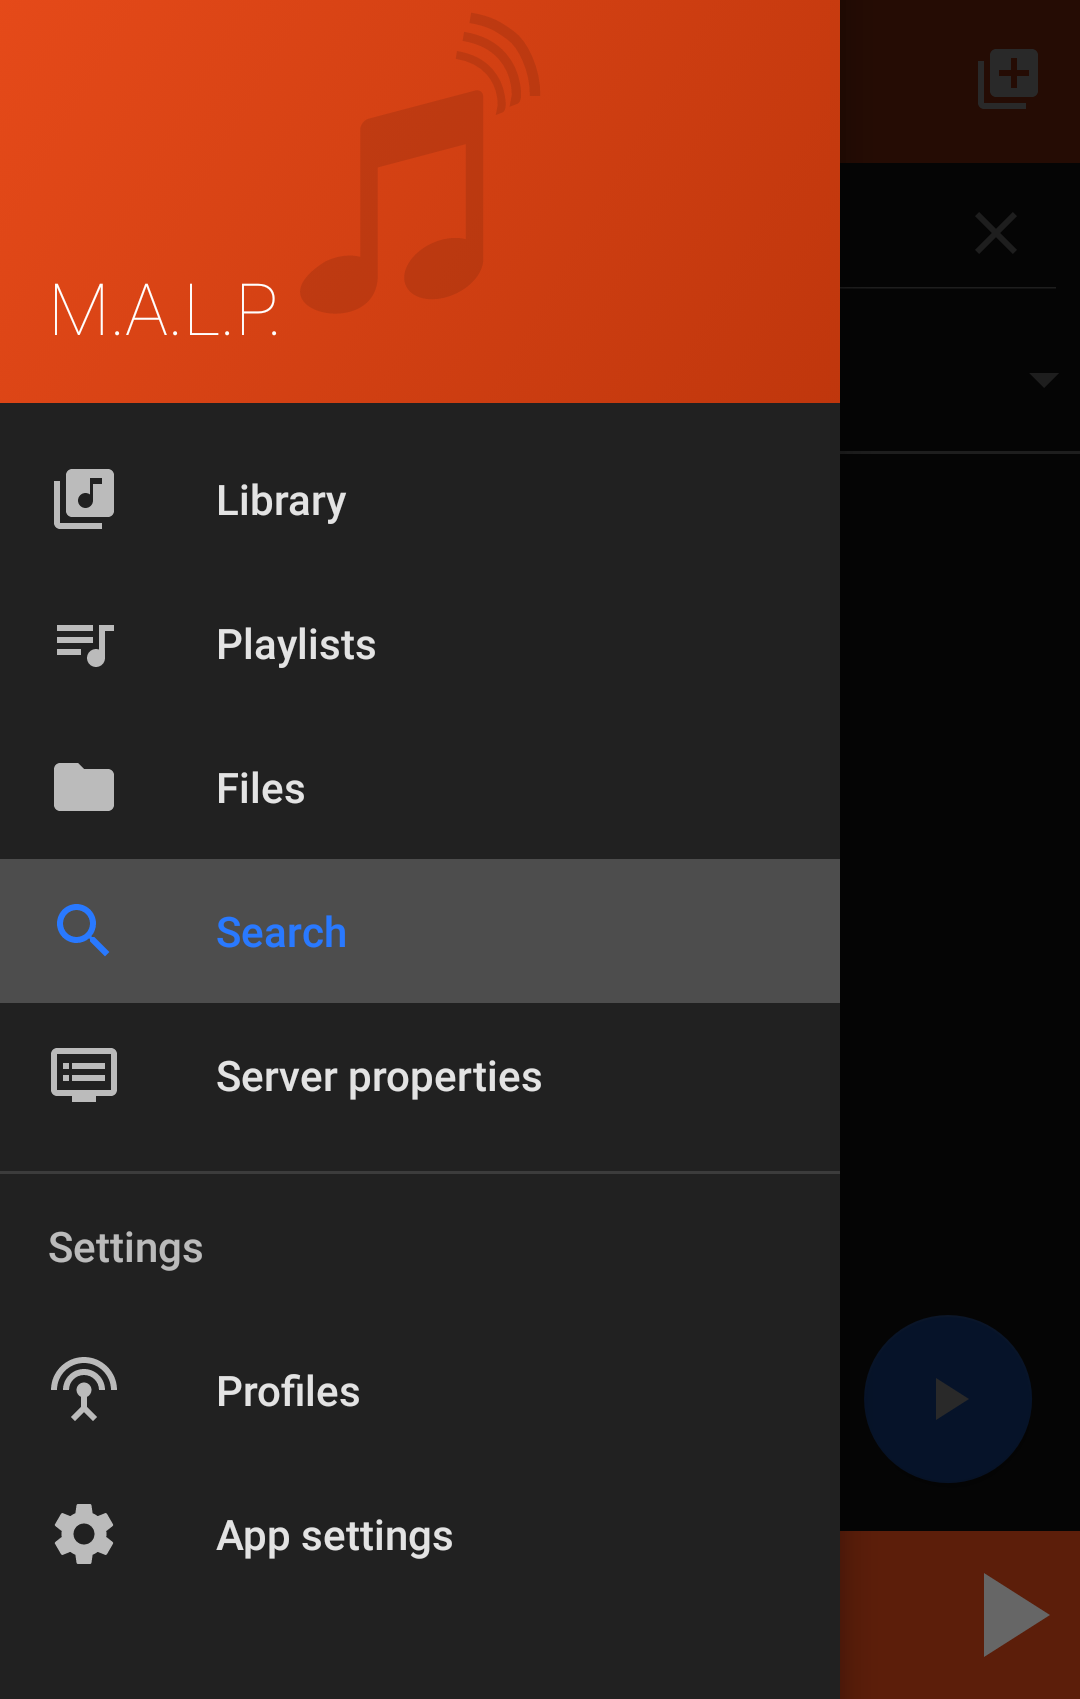 M.A.L.P.
Library
Playlists
Files
Search
Server properties
Settings
Profiles
App settings